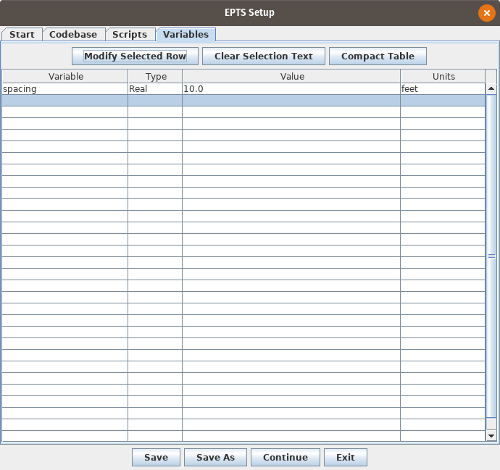 EPTS Setup
Start Codebase Scripts Variables
Modify Selected Row Clear Selection Text Compact Table
Variable Type Value Units
spacing Real 10.0 feet
Save Save As Continue Exit